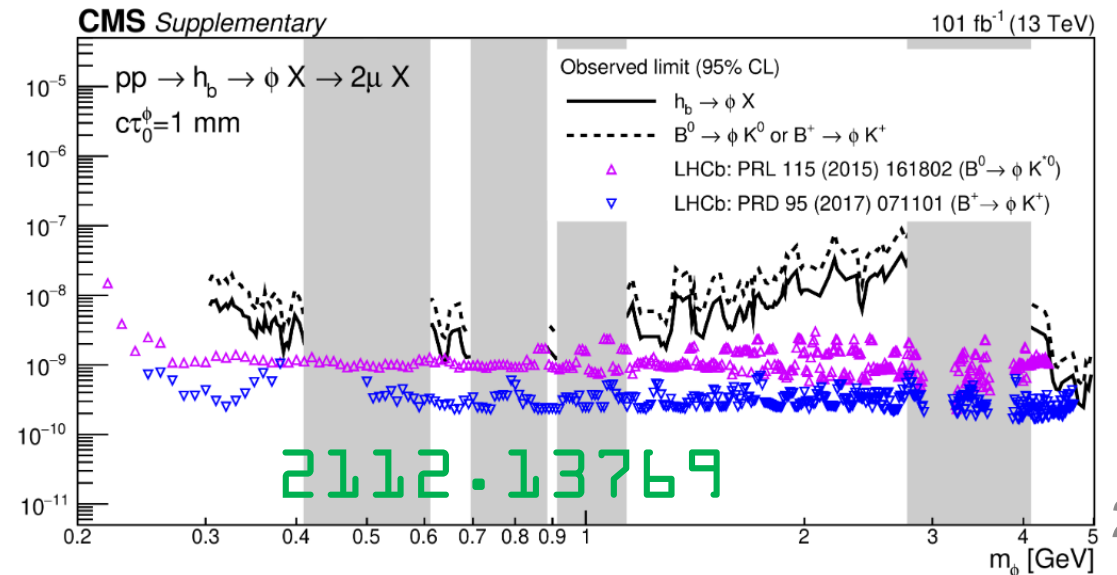 CMS Supplementary 101 fb⁻¹ (13 TeV)
pp → h_b → ϕ X → 2μ X
cτ₀^ϕ=1 mm
Observed limit (95% CL)
h_b → ϕ X
B⁰ → ϕ K⁰ or B⁺ → ϕ K⁺
LHCb: PRL 115 (2015) 161802 (B⁰→ ϕ K*⁰)
LHCb: PRD 95 (2017) 071101 (B⁺→ ϕ K⁺)
10⁻⁵
10⁻⁶
10⁻⁷
10⁻⁸
10⁻⁹
10⁻¹⁰
10⁻¹¹
2112.13769
0.2 0.3 0.4 0.5 0.6 0.7 0.8 0.9 1 2 3 4 5
m_ϕ [GeV]